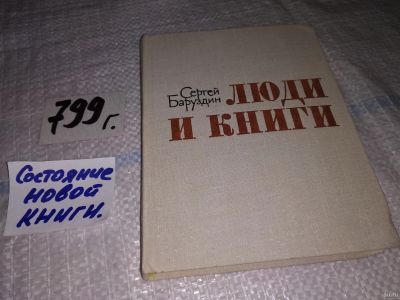 Сергей
Баруздин
ЛЮДИ
И КНИГИ
799 г.
Состояние
новой
книги.